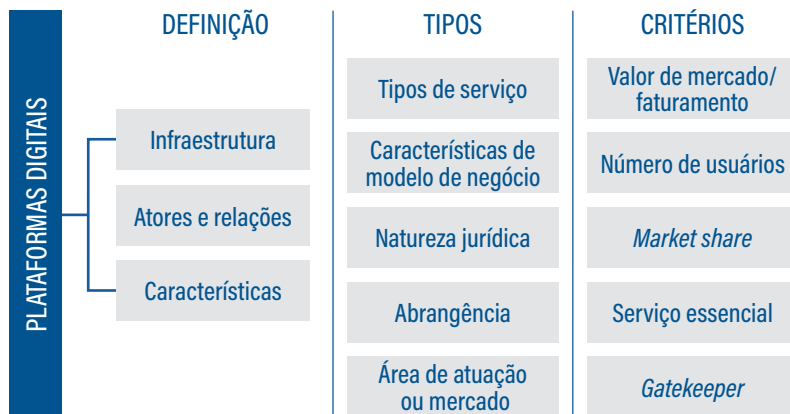 PLATAFORMAS DIGITAIS
DEFINIÇÃO
Infraestrutura
Atores e relações
Características
TIPOS
Tipos de serviço
Características de
modelo de negócio
Natureza jurídica
Abrangência
Área de atuação
ou mercado
CRITÉRIOS
Valor de mercado/
faturamento
Número de usuários
Market share
Serviço essencial
Gatekeeper